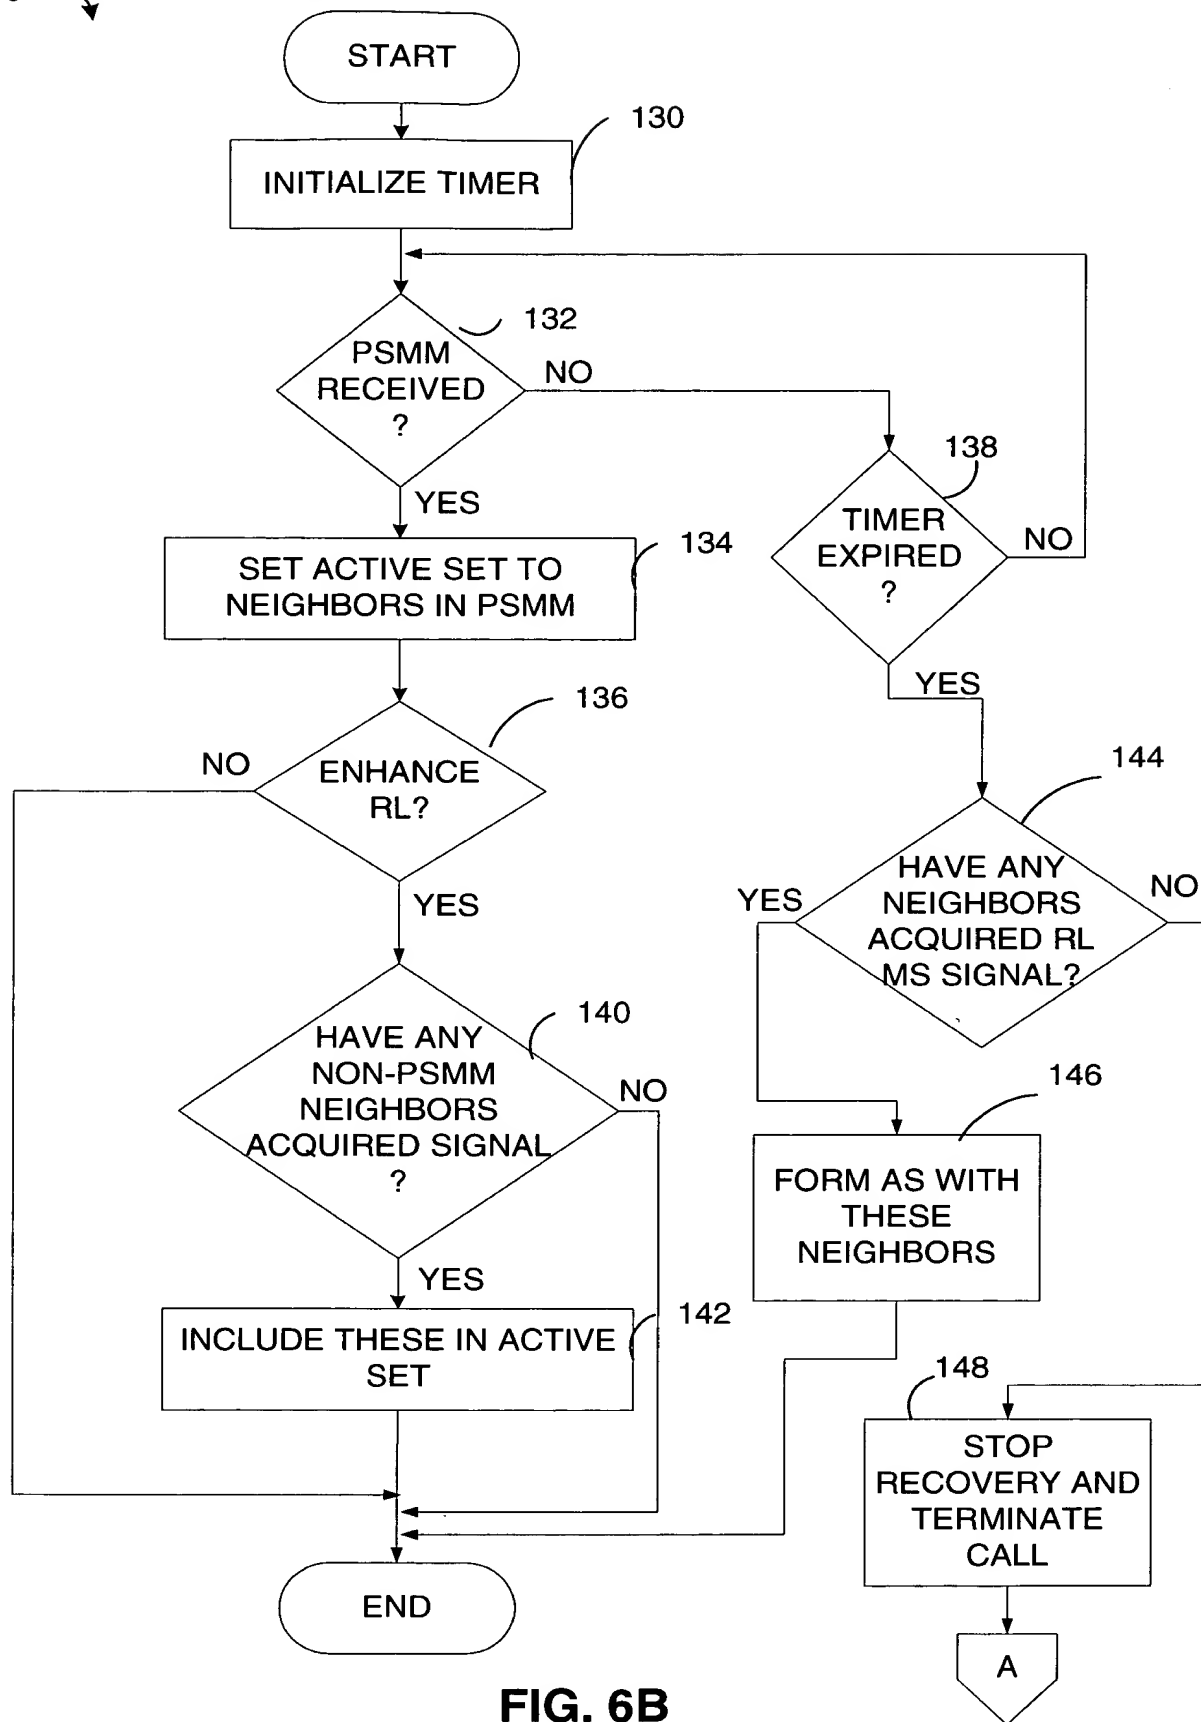 START
130
INITIALIZE TIMER
132
PSMM
RECEIVED
?
NO
138
YES
TIMER
EXPIRED
?
NO
134
SET ACTIVE SET TO
NEIGHBORS IN PSMM
YES
136
NO
ENHANCE
RL?
144
YES
HAVE ANY
NEIGHBORS
ACQUIRED RL
MS SIGNAL?
YES
NO
140
HAVE ANY
NON-PSMM
NEIGHBORS
ACQUIRED SIGNAL
?
NO
146
FORM AS WITH
THESE
NEIGHBORS
YES
142
INCLUDE THESE IN ACTIVE
SET
148
STOP
RECOVERY AND
TERMINATE
CALL
END
A
FIG. 6B